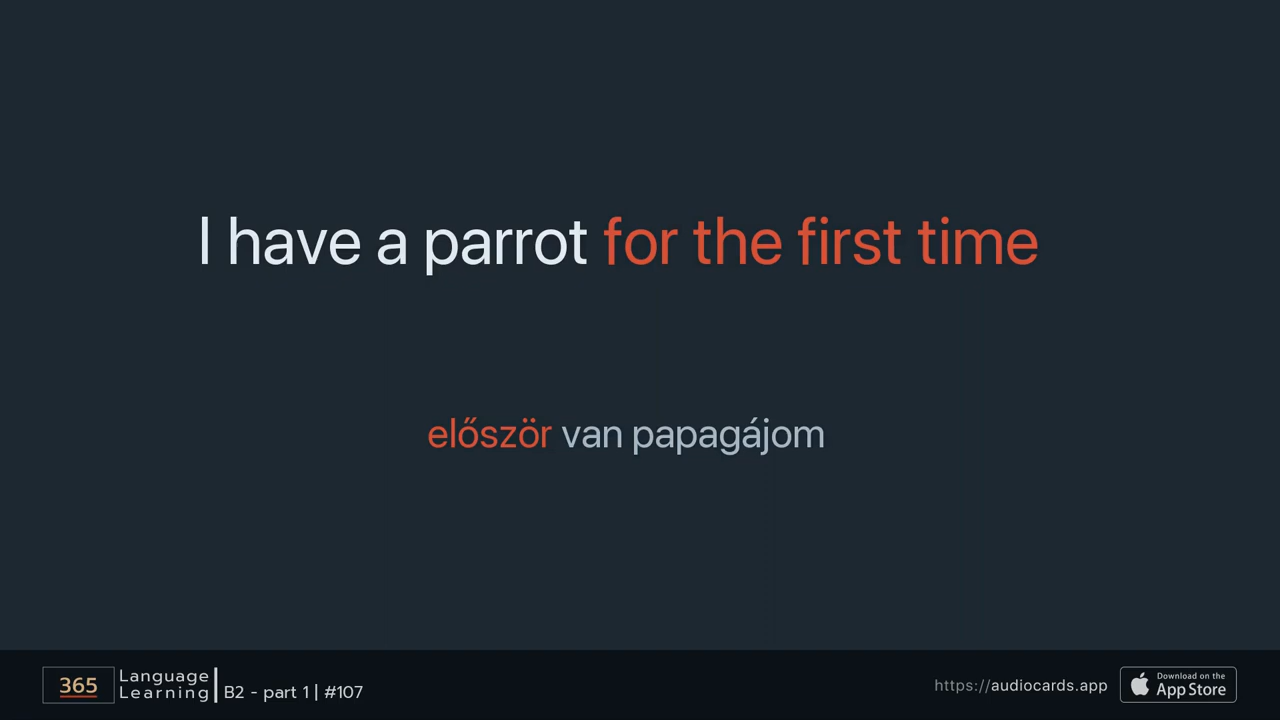 I have a parrot for the first time
először van papagájom
365
Language
Learning
B2 - part 1 | #107
https://audiocards.app
Download on the
App Store